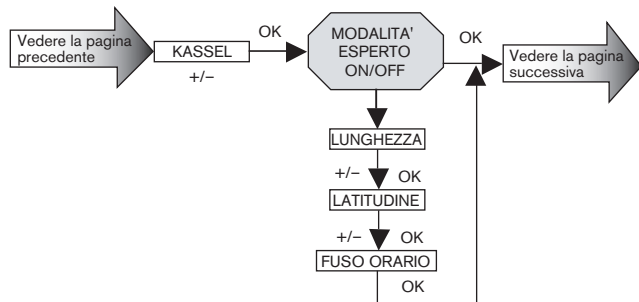 Vedere la pagina
precedente
KASSEL
+/–
OK
MODALITA'
ESPERTO
ON/OFF
OK
Vedere la pagina
successiva
LUNGHEZZA
+/– OK
LATITUDINE
+/– OK
FUSO ORARIO
OK